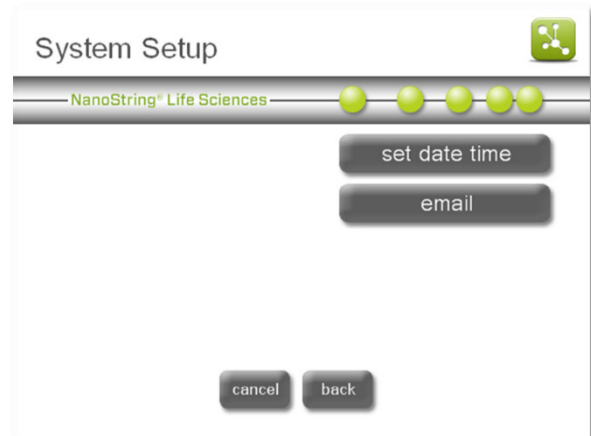 System Setup
NanoString® Life Sciences
set date time
email
cancel back